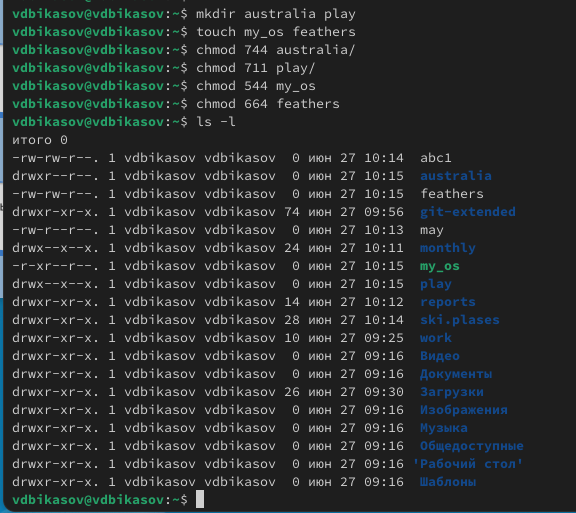 vdbikasov@vdbikasov:~$ mkdir australia play
vdbikasov@vdbikasov:~$ touch my_os feathers
vdbikasov@vdbikasov:~$ chmod 744 australia/
vdbikasov@vdbikasov:~$ chmod 711 play/
vdbikasov@vdbikasov:~$ chmod 544 my_os
vdbikasov@vdbikasov:~$ chmod 664 feathers
vdbikasov@vdbikasov:~$ ls -l
итого 0
-rw-rw-r--. 1 vdbikasov vdbikasov  0 июн 27 10:14  abc1
drwxr--r--. 1 vdbikasov vdbikasov  0 июн 27 10:15  australia
-rw-rw-r--. 1 vdbikasov vdbikasov  0 июн 27 10:15  feathers
drwxr-xr-x. 1 vdbikasov vdbikasov 74 июн 27 09:56  git-extended
-rw-r--r--. 1 vdbikasov vdbikasov  0 июн 27 10:13  may
drwx--x--x. 1 vdbikasov vdbikasov 24 июн 27 10:11  monthly
-r-xr--r--. 1 vdbikasov vdbikasov  0 июн 27 10:15  my_os
drwx--x--x. 1 vdbikasov vdbikasov  0 июн 27 10:15  play
drwxr-xr-x. 1 vdbikasov vdbikasov 14 июн 27 10:12  reports
drwxr-xr-x. 1 vdbikasov vdbikasov 28 июн 27 10:14  ski.plases
drwxr-xr-x. 1 vdbikasov vdbikasov 10 июн 27 09:25  work
drwxr-xr-x. 1 vdbikasov vdbikasov  0 июн 27 09:16  Видео
drwxr-xr-x. 1 vdbikasov vdbikasov  0 июн 27 09:16  Документы
drwxr-xr-x. 1 vdbikasov vdbikasov 26 июн 27 09:30  Загрузки
drwxr-xr-x. 1 vdbikasov vdbikasov  0 июн 27 09:16  Изображения
drwxr-xr-x. 1 vdbikasov vdbikasov  0 июн 27 09:16  Музыка
drwxr-xr-x. 1 vdbikasov vdbikasov  0 июн 27 09:16  Общедоступные
drwxr-xr-x. 1 vdbikasov vdbikasov  0 июн 27 09:16 'Рабочий стол'
drwxr-xr-x. 1 vdbikasov vdbikasov  0 июн 27 09:16  Шаблоны
vdbikasov@vdbikasov:~$